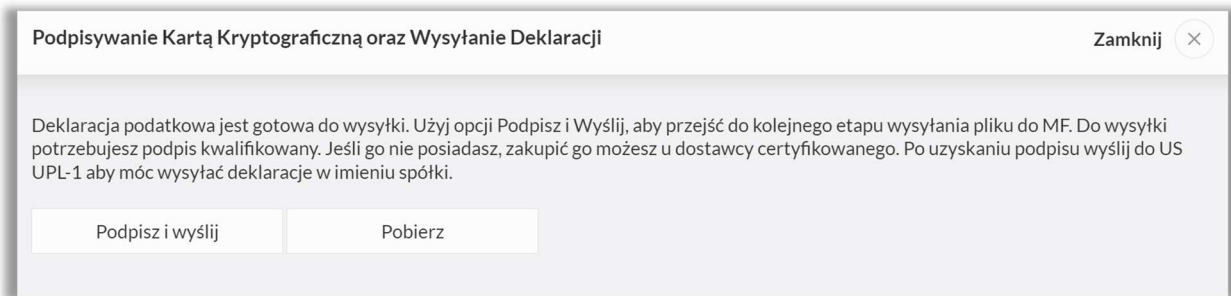 Podpisywanie Kartą Kryptograficzną oraz Wysyłanie Deklaracji
Zamknij
Deklaracja podatkowa jest gotowa do wysyłki. Użyj opcji Podpisz i Wyślij, aby przejść do kolejnego etapu wysyłania pliku do MF. Do wysyłki
potrzebujesz podpis kwalifikowany. Jeśli go nie posiadasz, zakupić go możesz u dostawcy certyfikowanego. Po uzyskaniu podpisu wyślij do US
UPL-1 aby móc wysyłać deklaracje w imieniu spółki.
Podpisz i wyślij
Pobierz